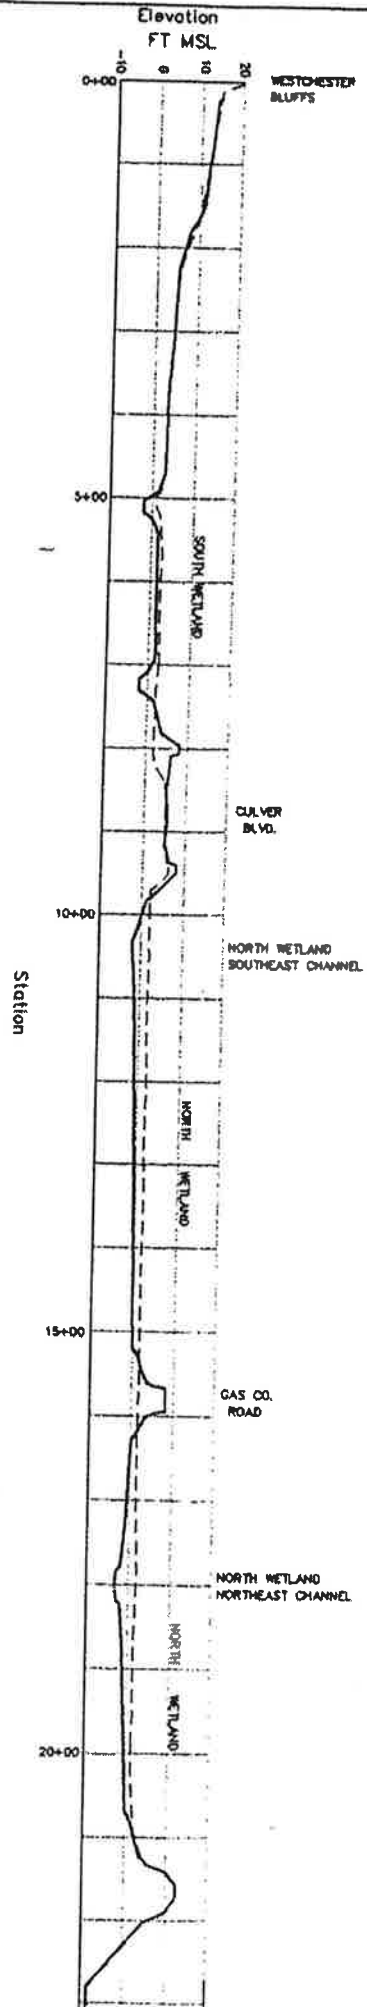 Elevation
FT MSL
-10
0
10
20
0+00
WESTCHESTER
BLUFFS
5+00
SOUTH WETLAND
CULVER
BLVD.
10+00
NORTH WETLAND
SOUTHEAST CHANNEL
Station
NORTH WETLAND
15+00
GAS CO.
ROAD
NORTH WETLAND
NORTHEAST CHANNEL
NORTH WETLAND
20+00